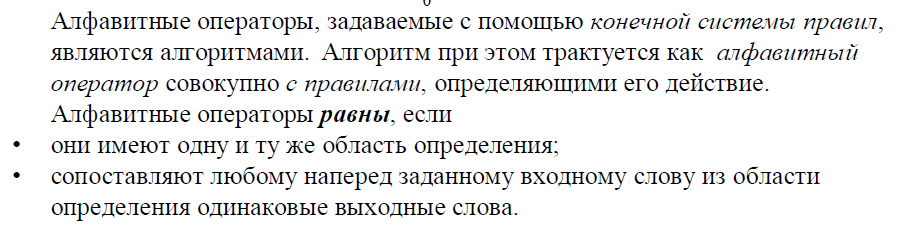 0
Алфавитные операторы, задаваемые с помощью конечной системы правил,
являются алгоритмами. Алгоритм при этом трактуется как алфавитный
оператор совокупно с правилами, определяющими его действие.
Алфавитные операторы равны, если
• они имеют одну и ту же область определения;
• сопоставляют любому наперед заданному входному слову из области
определения одинаковые выходные слова.